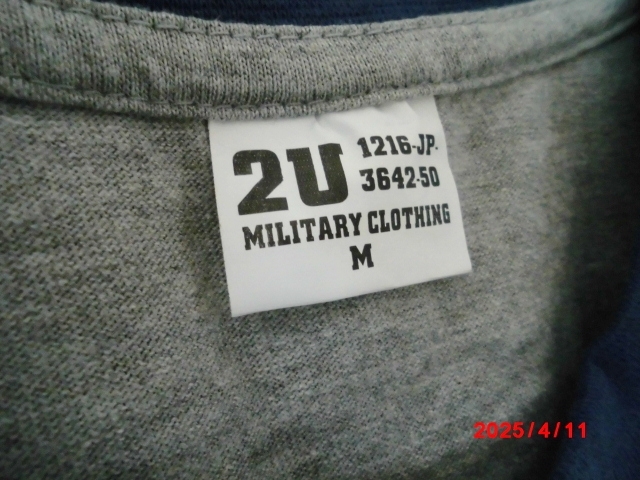 2U 1216-JP-
3642-50
MILITARY CLOTHING
M
2025/4/11